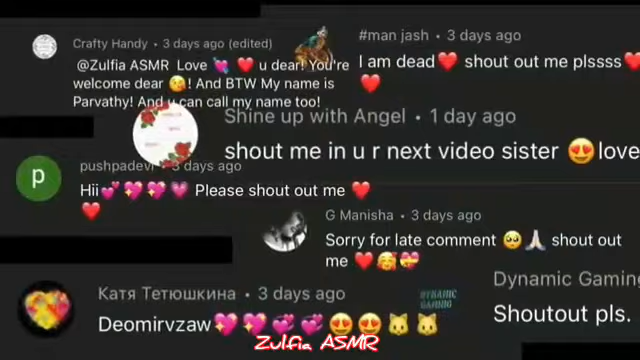 Crafty Handy • 3 days ago (edited)
@Zulfia ASMR Love 💘 ❤️ u dear! You're
welcome dear 😘! And BTW My name is
Parvathy! And u can call my name too!
#man jash • 3 days ago
I am dead❤️ shout out me plssss❤️
❤️
Shine up with Angel • 1 day ago
shout me in u r next video sister 😍love
p
pushpadevi • 3 days ago
Hii💕💖💖💗 Please shout out me ❤️
❤️
G Manisha • 3 days ago
Sorry for late comment 🥺🙏🏻 shout out
me ❤️🥰💝
Катя Тетюшкина • 3 days ago
Deomirvzaw💖💖💞💞😍😍🐱🐱
DYNAMIC
GAMING
Dynamic Gaming
Shoutout pls.
Zulfia ASMR